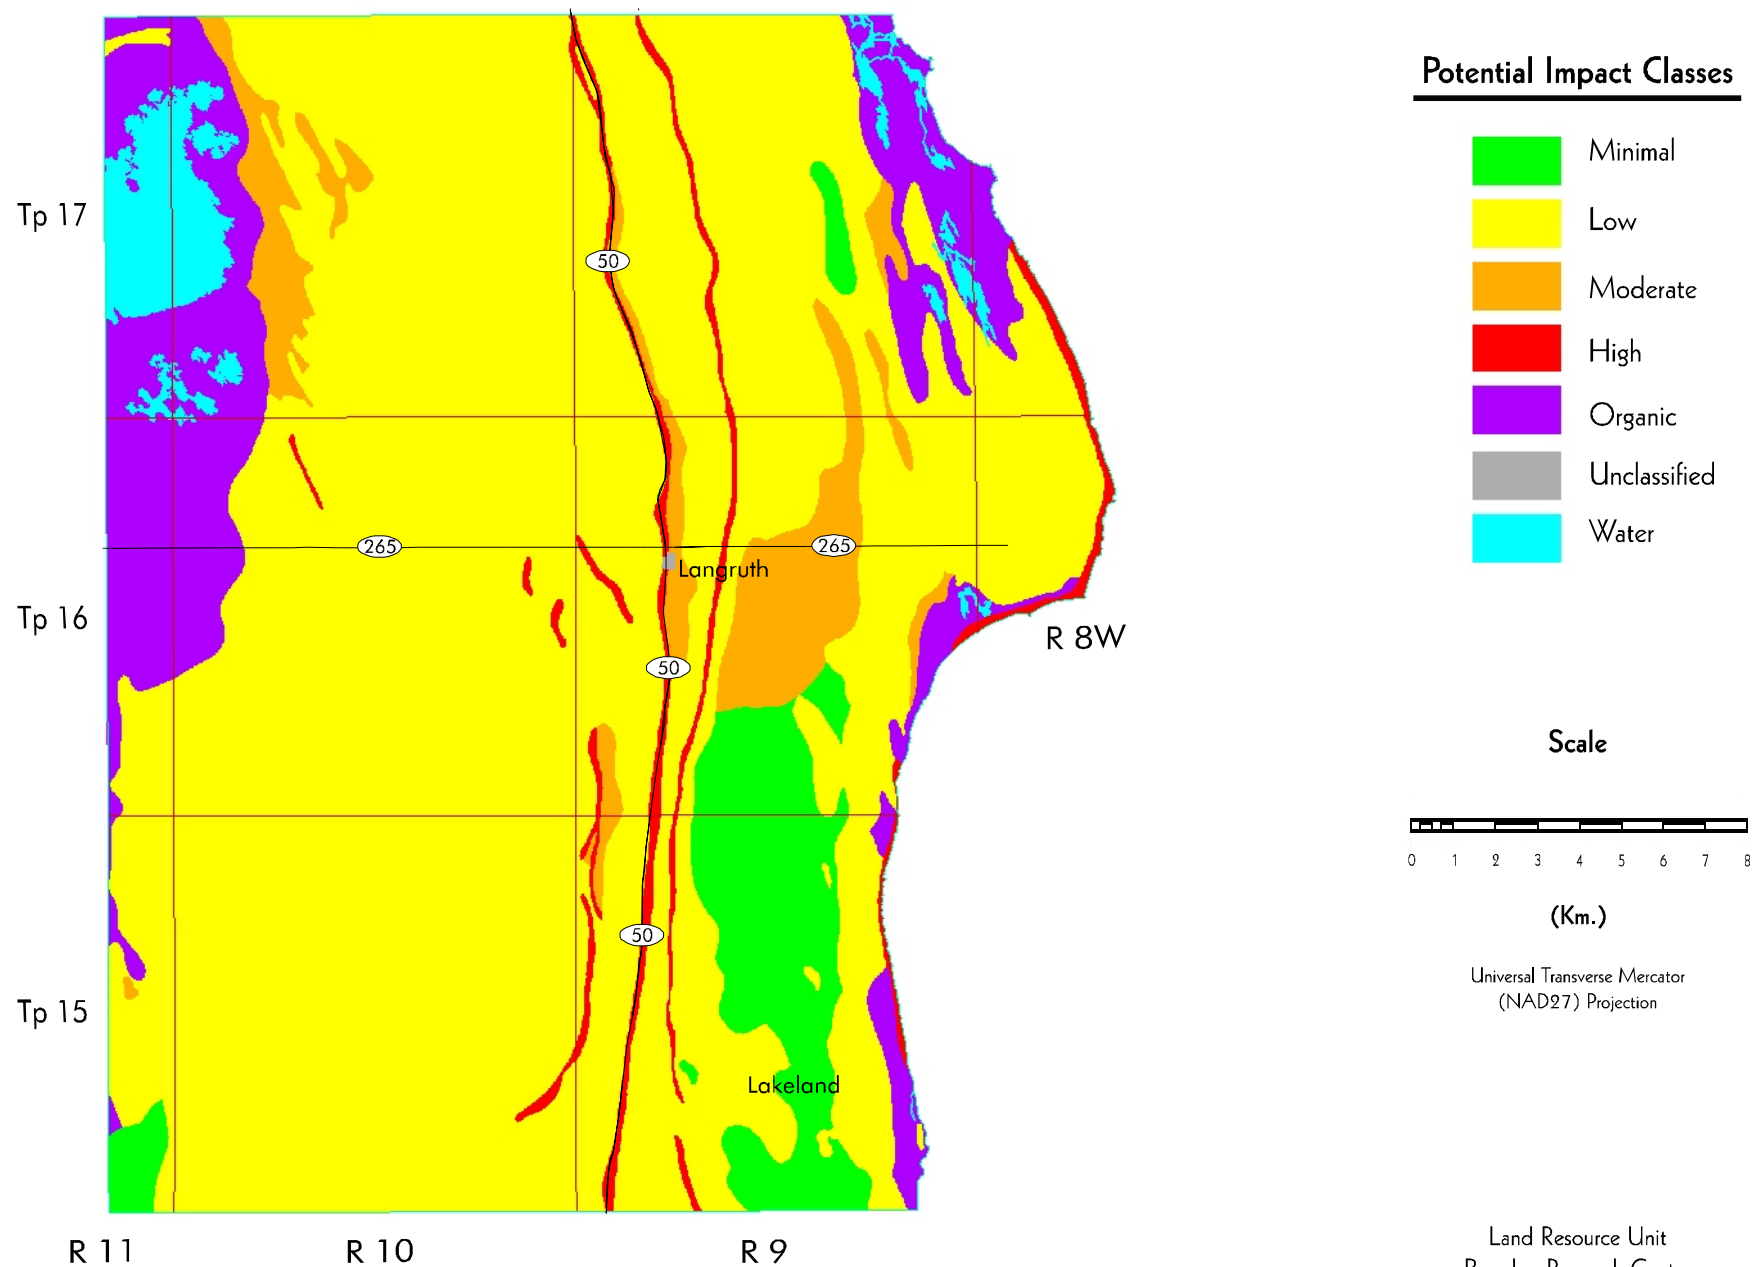 Potential Impact Classes
Minimal
Low
Moderate
High
Organic
Unclassified
Water
Tp 17
50
265
265
Langruth
Tp 16
R 8W
50
Scale
0 1 2 3 4 5 6 7 8
(Km.)
50
Universal Transverse Mercator
(NAD27) Projection
Tp 15
Lakeland
R 11
R 10
R 9
Land Resource Unit